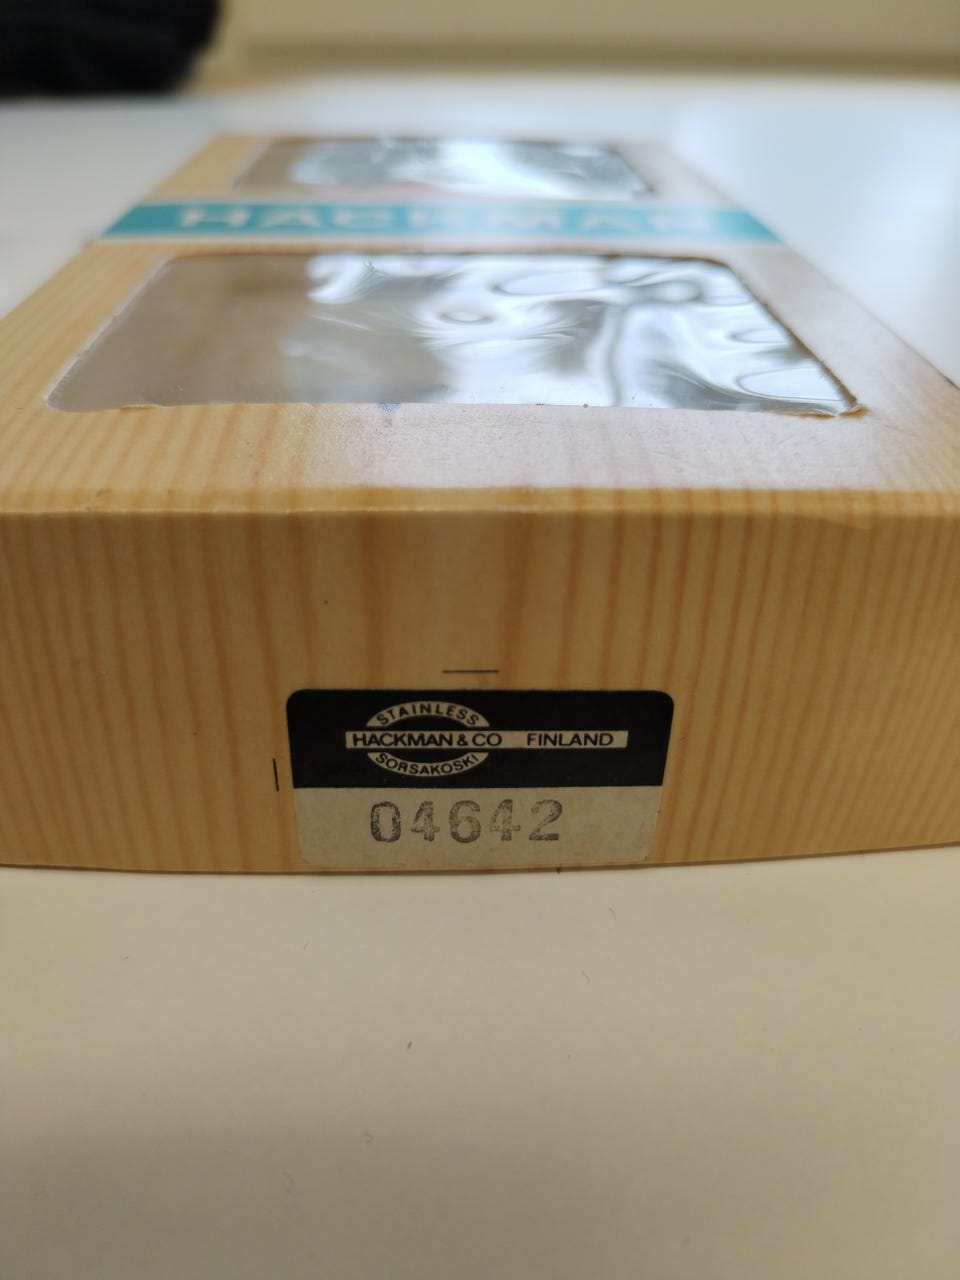 HACKMAN
STAINLESS
HACKMAN & CO FINLAND
SORSAKOSKI
04642